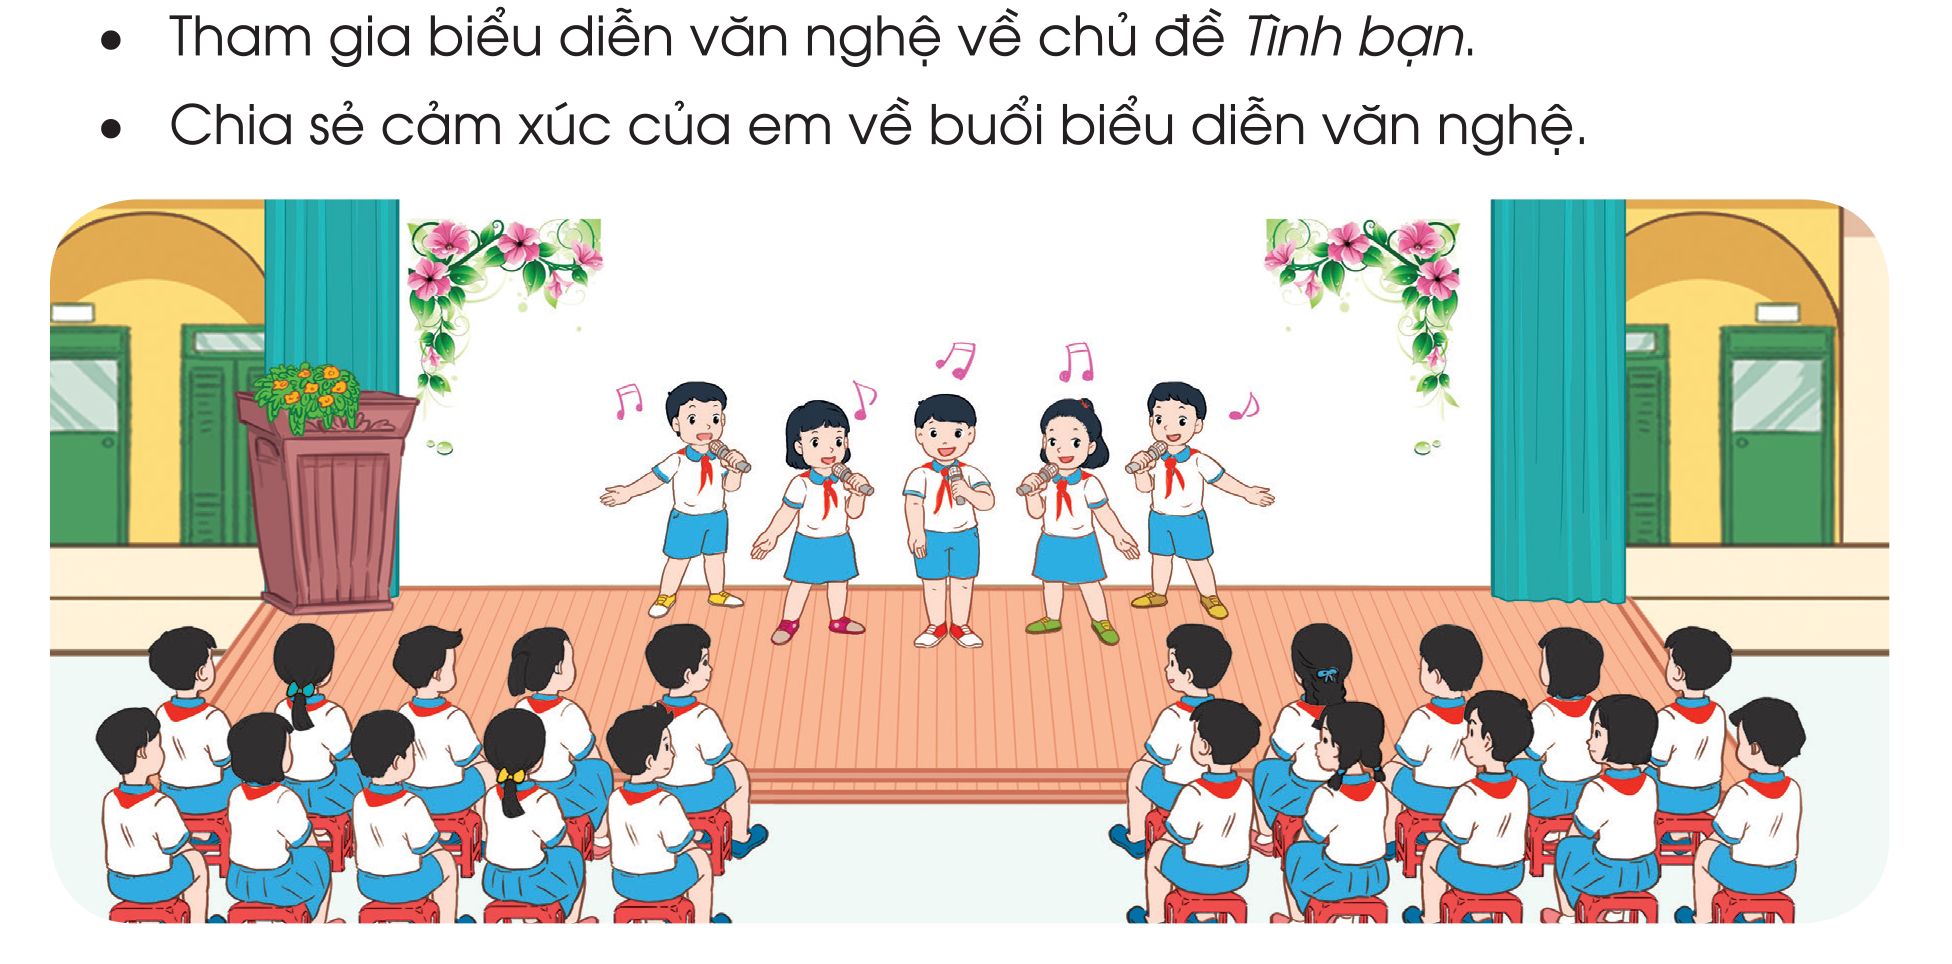 • Tham gia biểu diễn văn nghệ về chủ đề Tình bạn.
• Chia sẻ cảm xúc của em về buổi biểu diễn văn nghệ.